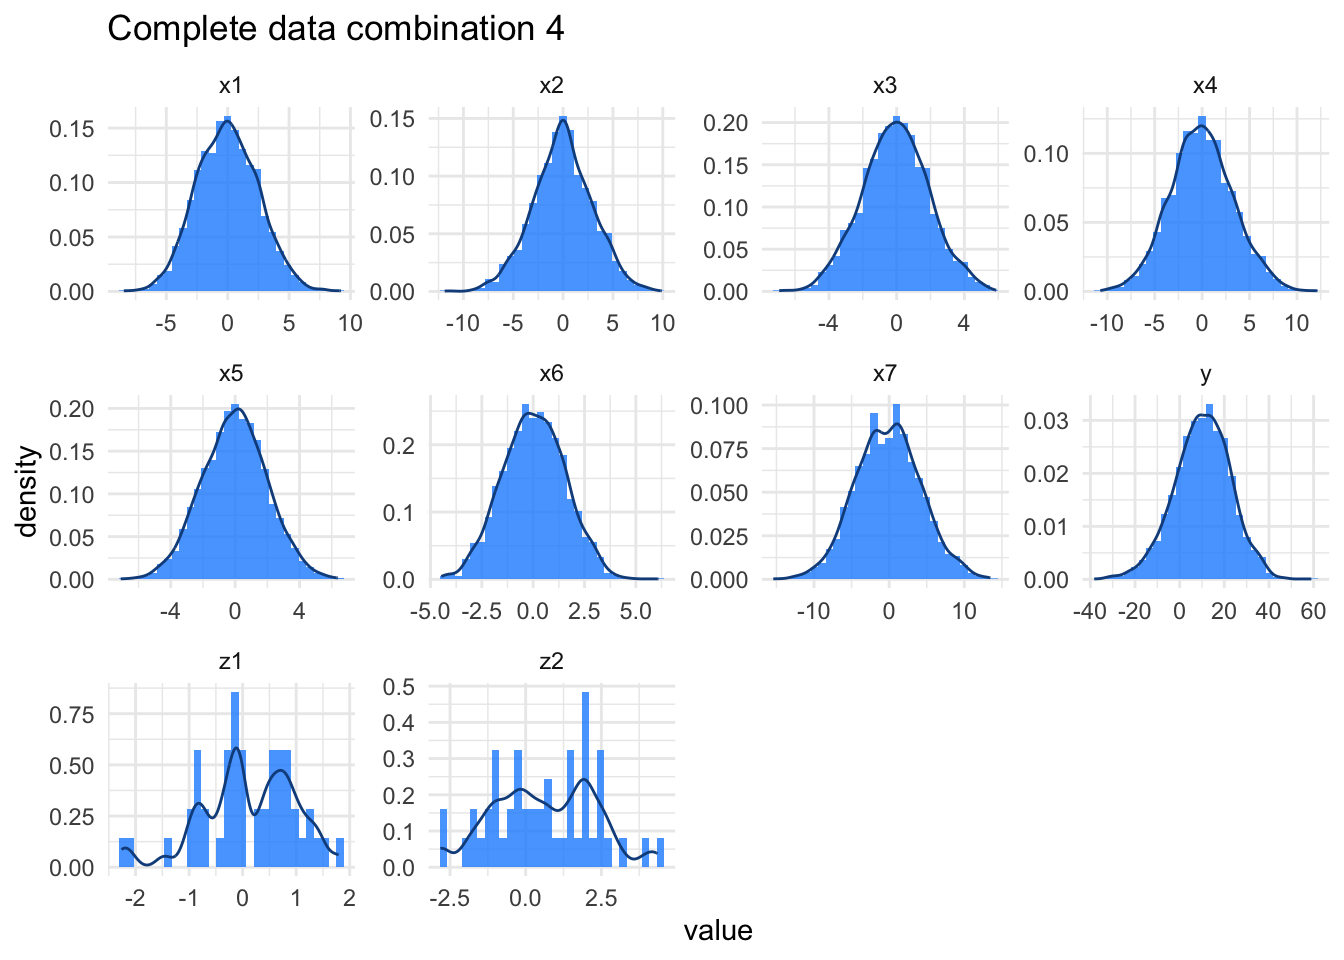 Complete data combination 4
x1 x2 x3 x4
0.15 0.10 0.05 0.00
-5 0 5 10
0.15 0.10 0.05 0.00
-10 -5 0 5 10
0.20 0.15 0.10 0.05 0.00
-4 0 4
0.10 0.05 0.00
-10 -5 0 5 10
x5 x6 x7 y
0.20 0.15 0.10 0.05 0.00
-4 0 4
0.2 0.1 0.0
-5.0 -2.5 0.0 2.5 5.0
0.100 0.075 0.050 0.025 0.000
-10 0 10
0.03 0.02 0.01 0.00
-40 -20 0 20 40 60
density
z1 z2
0.75 0.50 0.25 0.00
-2 -1 0 1 2
0.5 0.4 0.3 0.2 0.1 0.0
-2.5 0.0 2.5
value